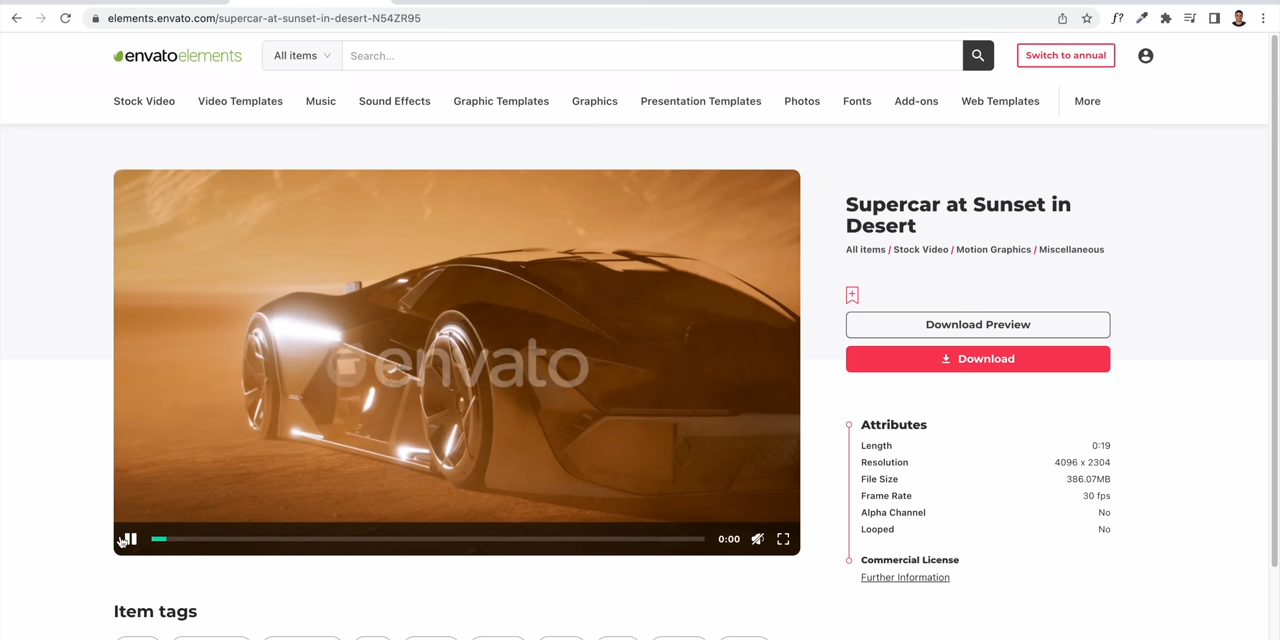 elements.envato.com/supercar-at-sunset-in-desert-N54ZR95
f?
envatoelements
All items
Search...
Switch to annual
Stock Video
Video Templates
Music
Sound Effects
Graphic Templates
Graphics
Presentation Templates
Photos
Fonts
Add-ons
Web Templates
More
envato
0:00
Supercar at Sunset in
Desert
All items / Stock Video / Motion Graphics / Miscellaneous
Download Preview
Download
Attributes
Length 0:19
Resolution 4096 x 2304
File Size 386.07MB
Frame Rate 30 fps
Alpha Channel No
Looped No
Commercial License
Further Information
Item tags